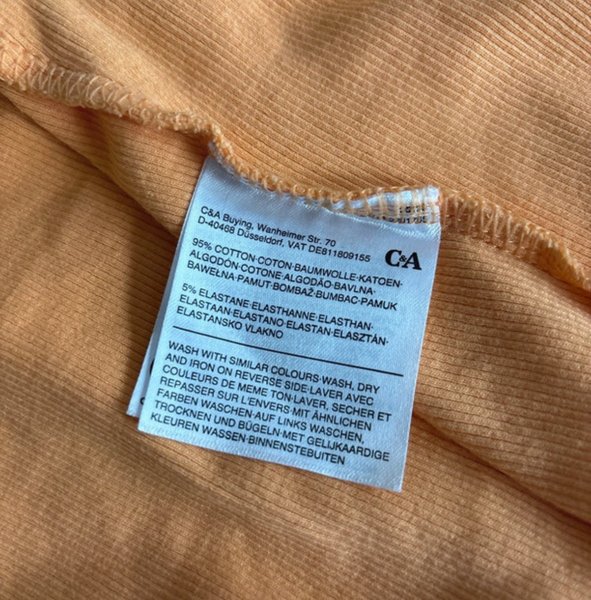 C&A Buying, Wanheimer Str. 70
D-40468 Düsseldorf, VAT DE811809155
C&A
95% COTTON·COTON·BAUMWOLLE·KATOEN·
ALGODÓN·COTONE·ALGODÃO·BAVLNA·
BAWEŁNA·PAMUT·BOMBAŽ·BUMBAC·PAMUK
5% ELASTANE·ELASTHANNE·ELASTHAN·
ELASTAAN·ELASTANO·ELASTAN·ELASZTÁN·
ELASTANSKO VLAKNO
WASH WITH SIMILAR COLOURS·WASH, DRY
AND IRON ON REVERSE SIDE·LAVER AVEC
COULEURS DE MEME TON·LAVER, SECHER ET
REPASSER SUR L'ENVERS·MIT ÄHNLICHEN
FARBEN WASCHEN·AUF LINKS WASCHEN,
TROCKNEN UND BÜGELN·MET GELIJKAARDIGE
KLEUREN WASSEN·BINNENSTEBUITEN